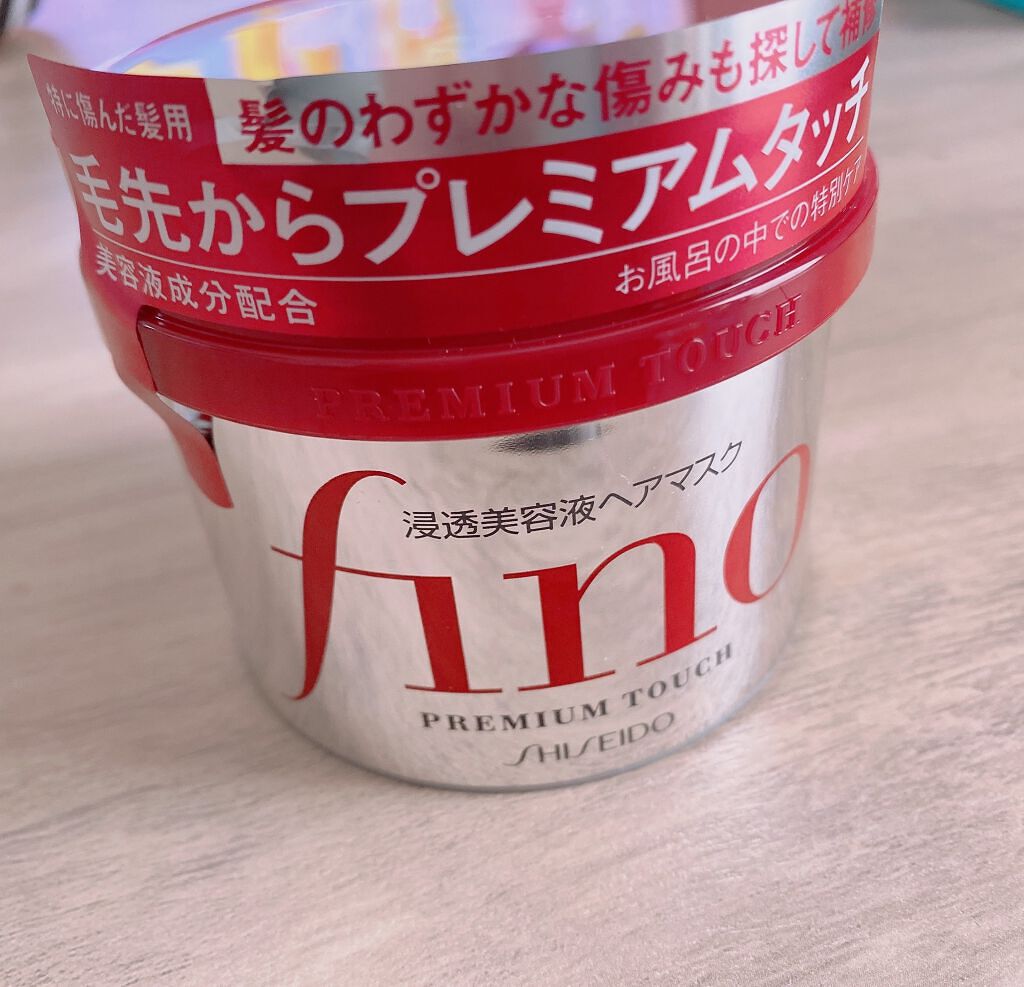 特に傷んだ髪用
髪のわずかな傷みも探して補修
毛先からプレミアムタッチ
美容液成分配合
お風呂の中での特別ケア
PREMIUM TOUCH
浸透美容液ヘアマスク
fino
PREMIUM TOUCH
SHISEIDO